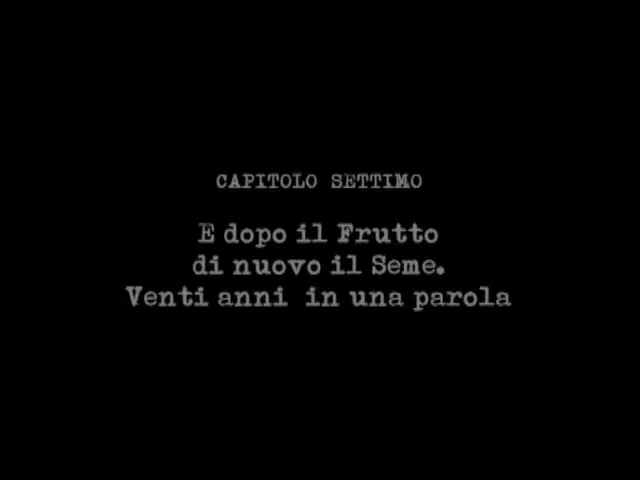 CAPITOLO SETTIMO
E dopo il Frutto
di nuovo il Seme.
Venti anni in una parola